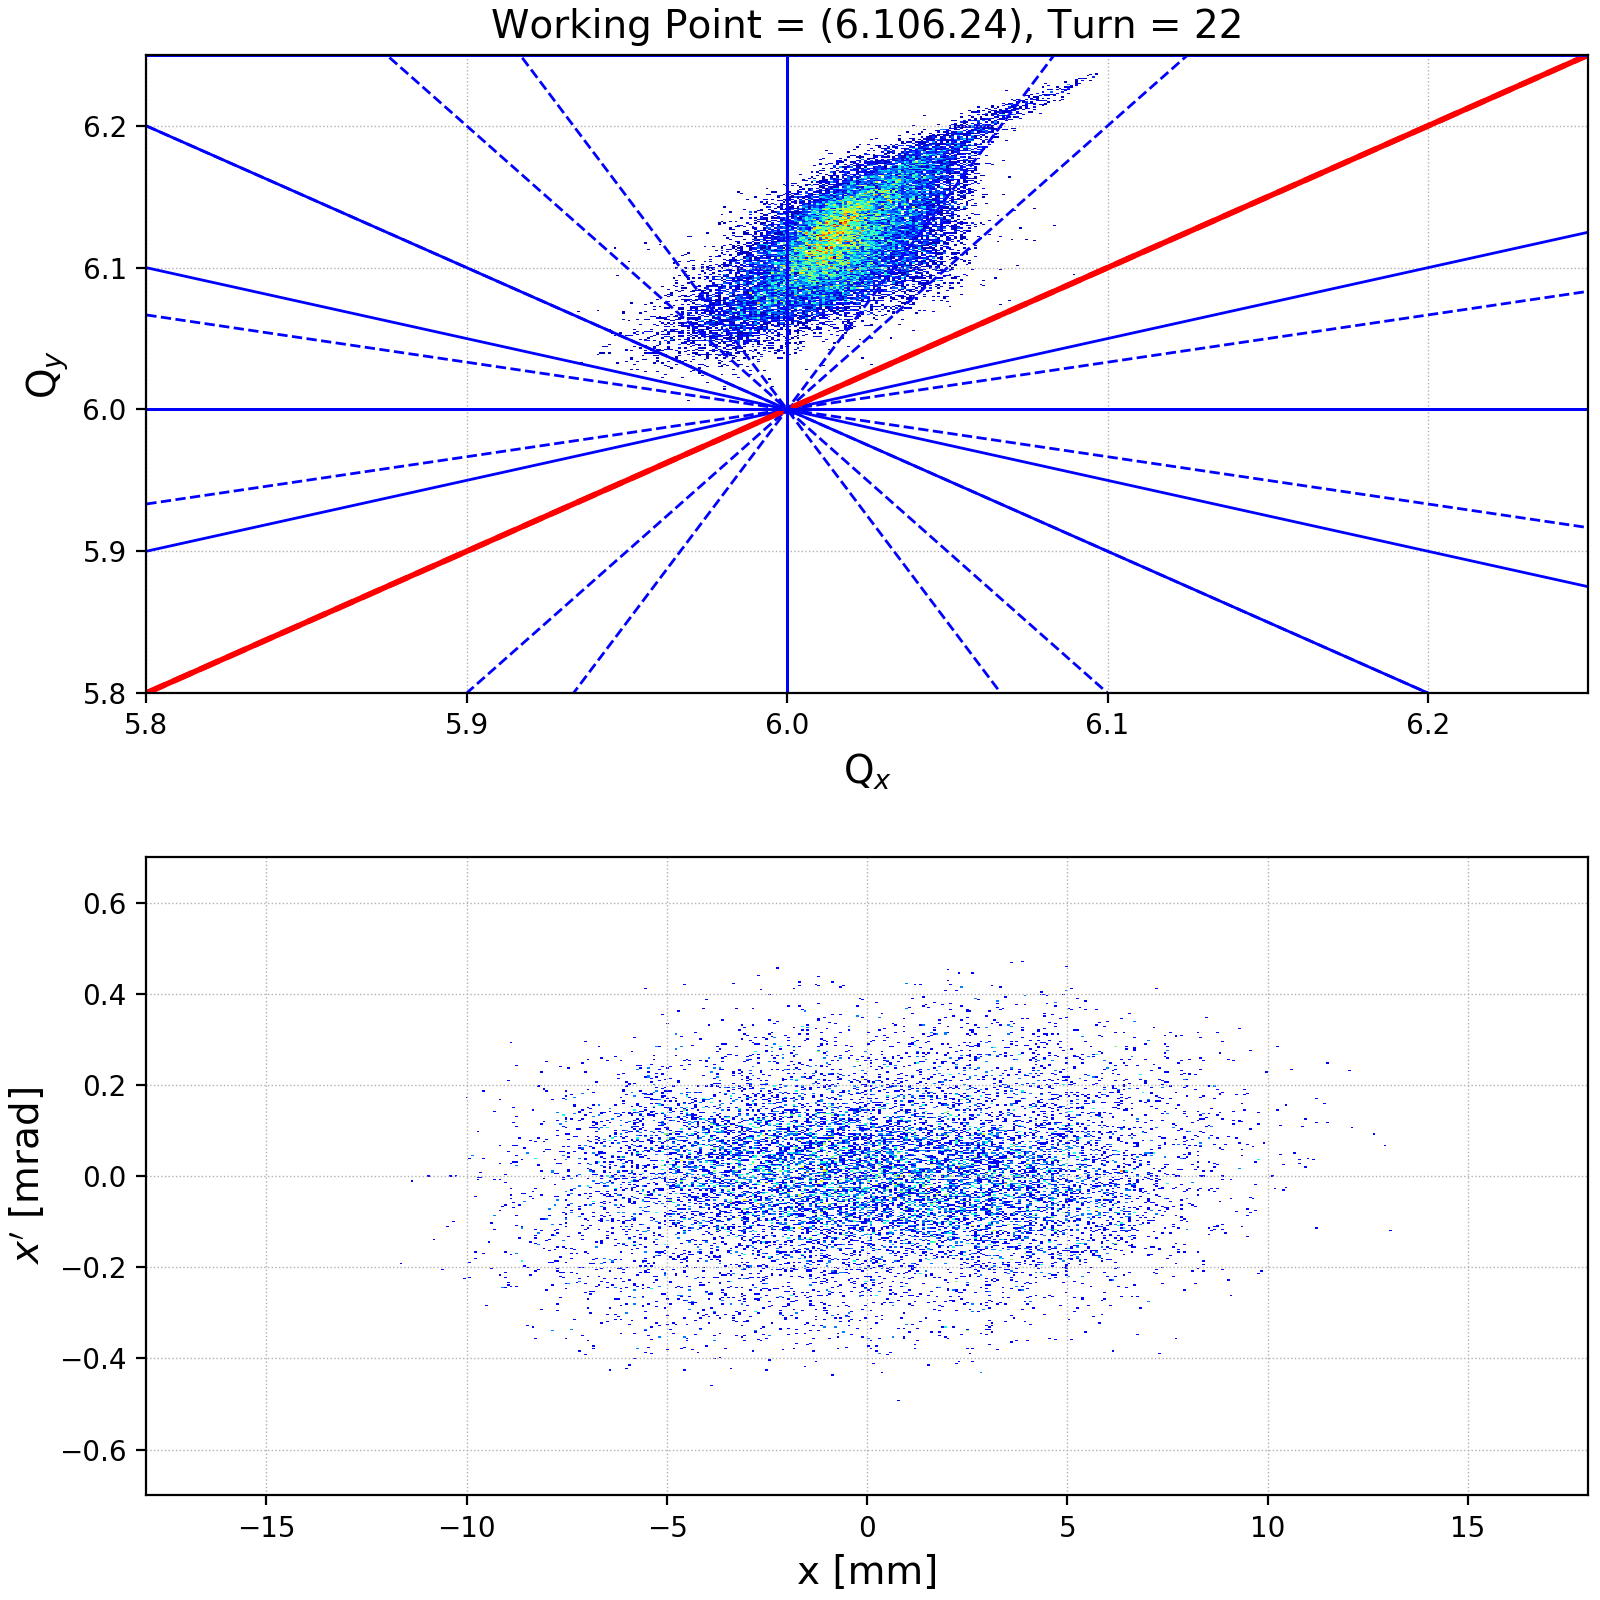 Working Point = (6.106.24), Turn = 22
6.2
6.1
6.0
5.9
5.8
Qy
5.8 5.9 6.0 6.1 6.2
Qx
0.6
0.4
0.2
0.0
−0.2
−0.4
−0.6
x′ [mrad]
−15 −10 −5 0 5 10 15
x [mm]